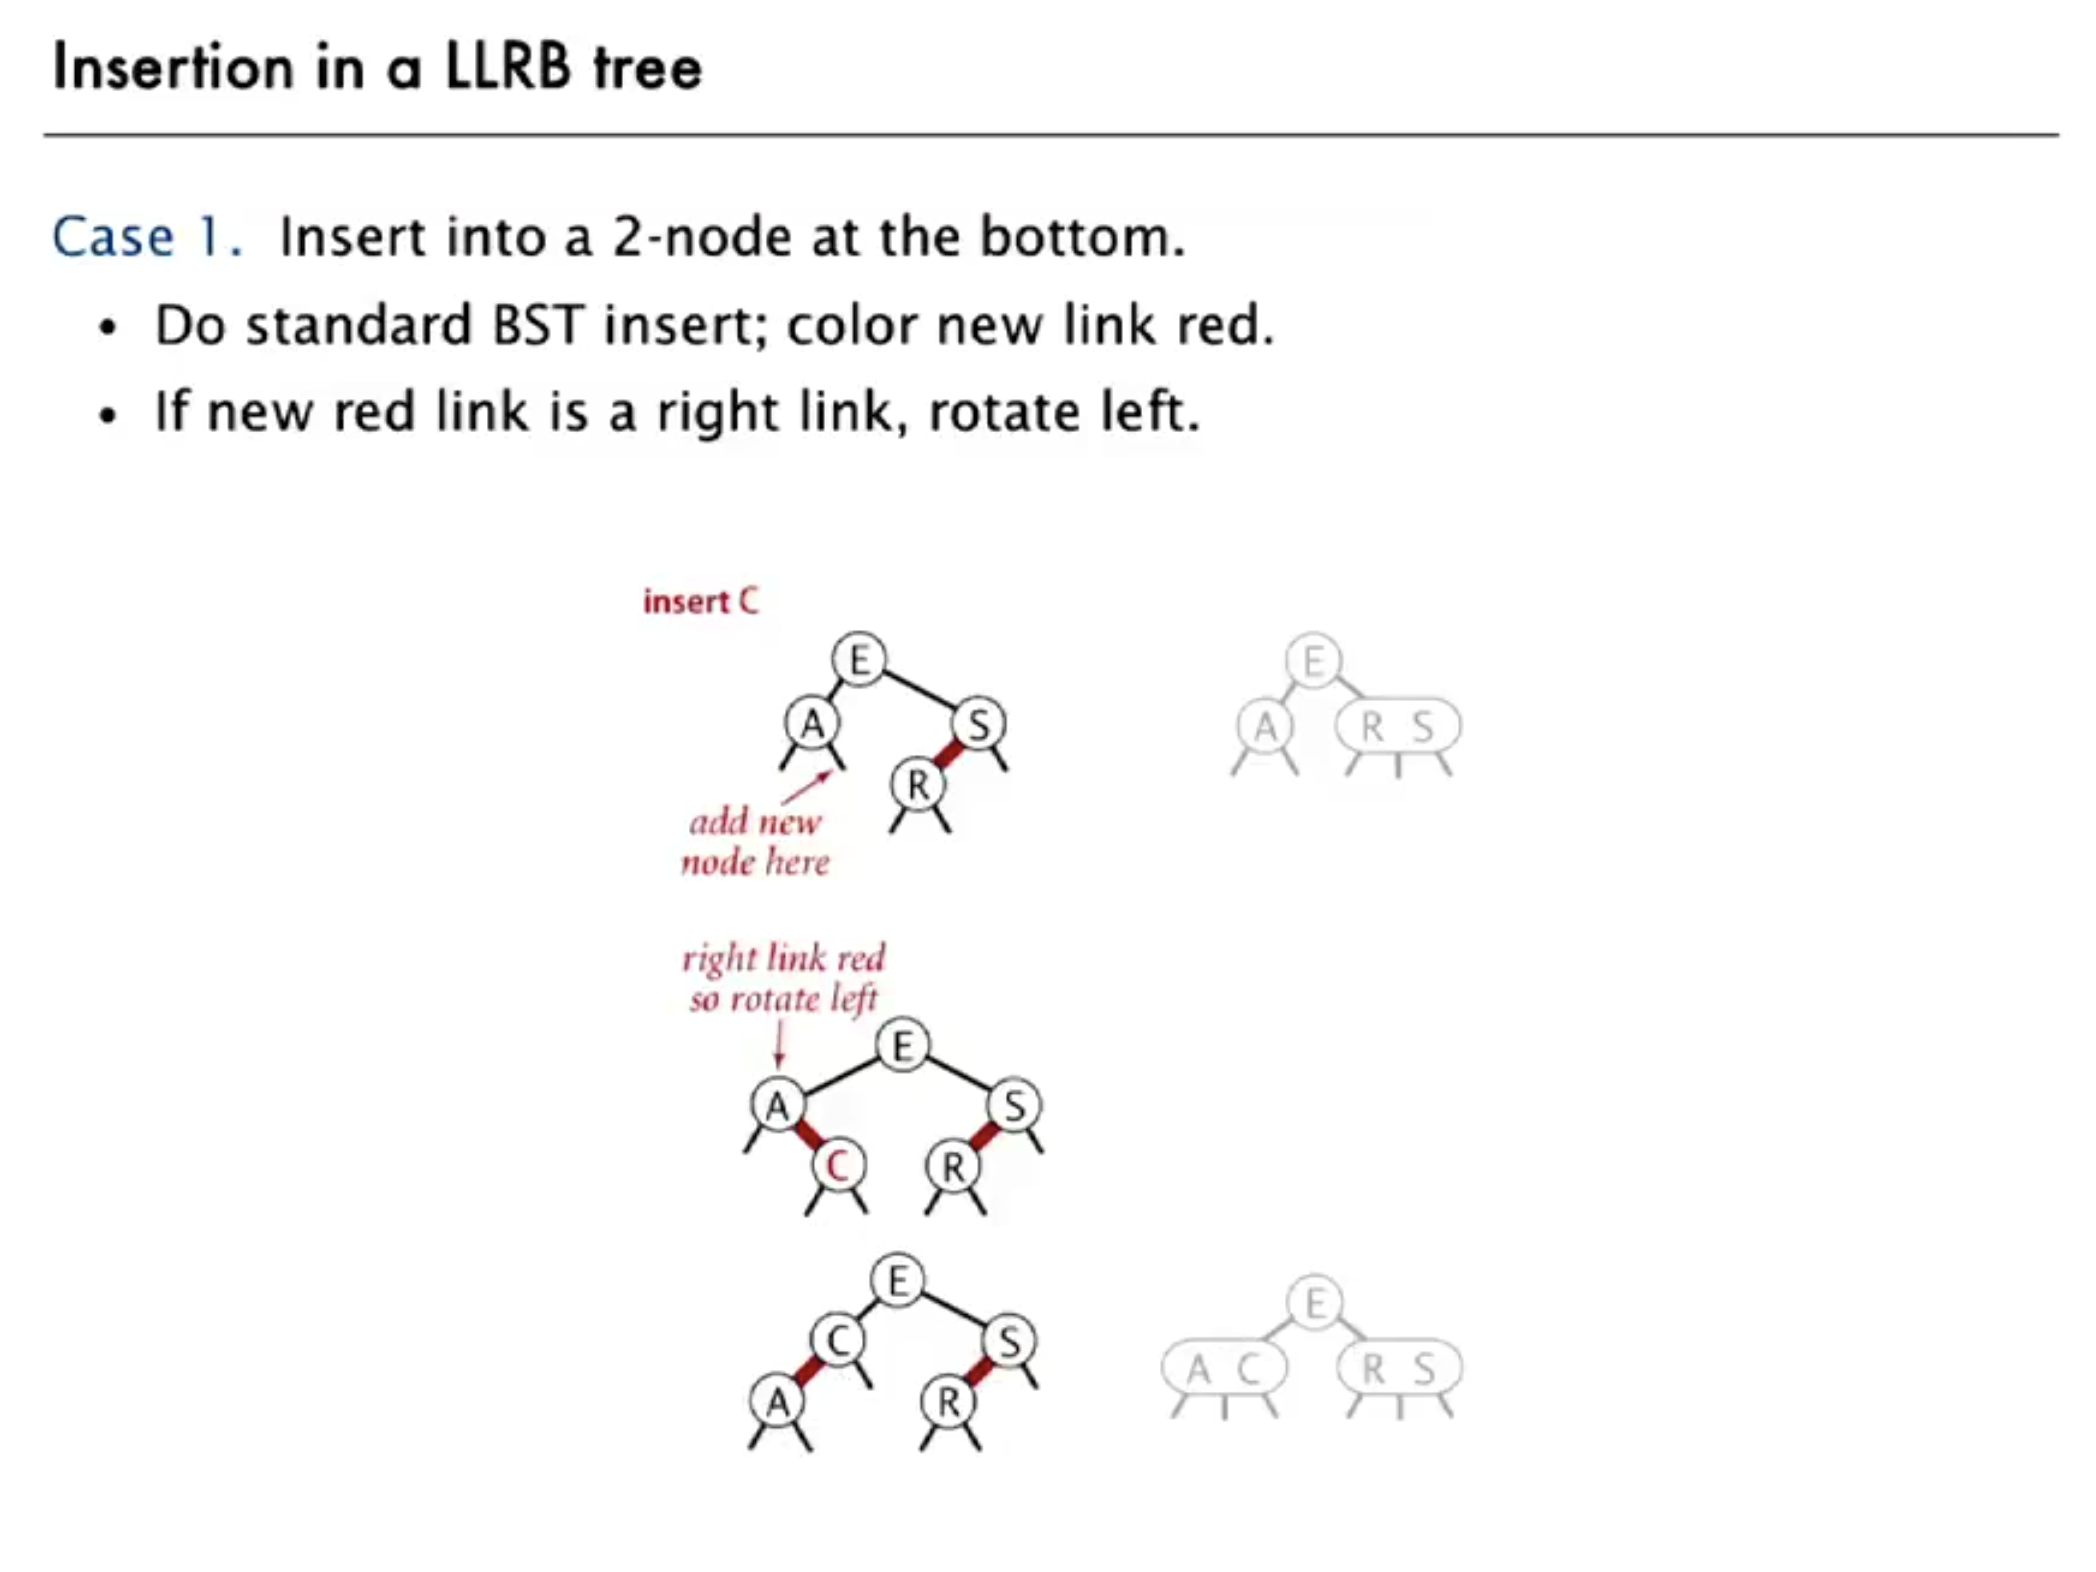 Insertion in a LLRB tree
Case 1. Insert into a 2-node at the bottom.
• Do standard BST insert; color new link red.
• If new red link is a right link, rotate left.
insert C
E
A
S
R
add new
node here
E
A
R S
right link red
so rotate left
E
A
S
C
R
E
C
S
A
R
E
A C
R S